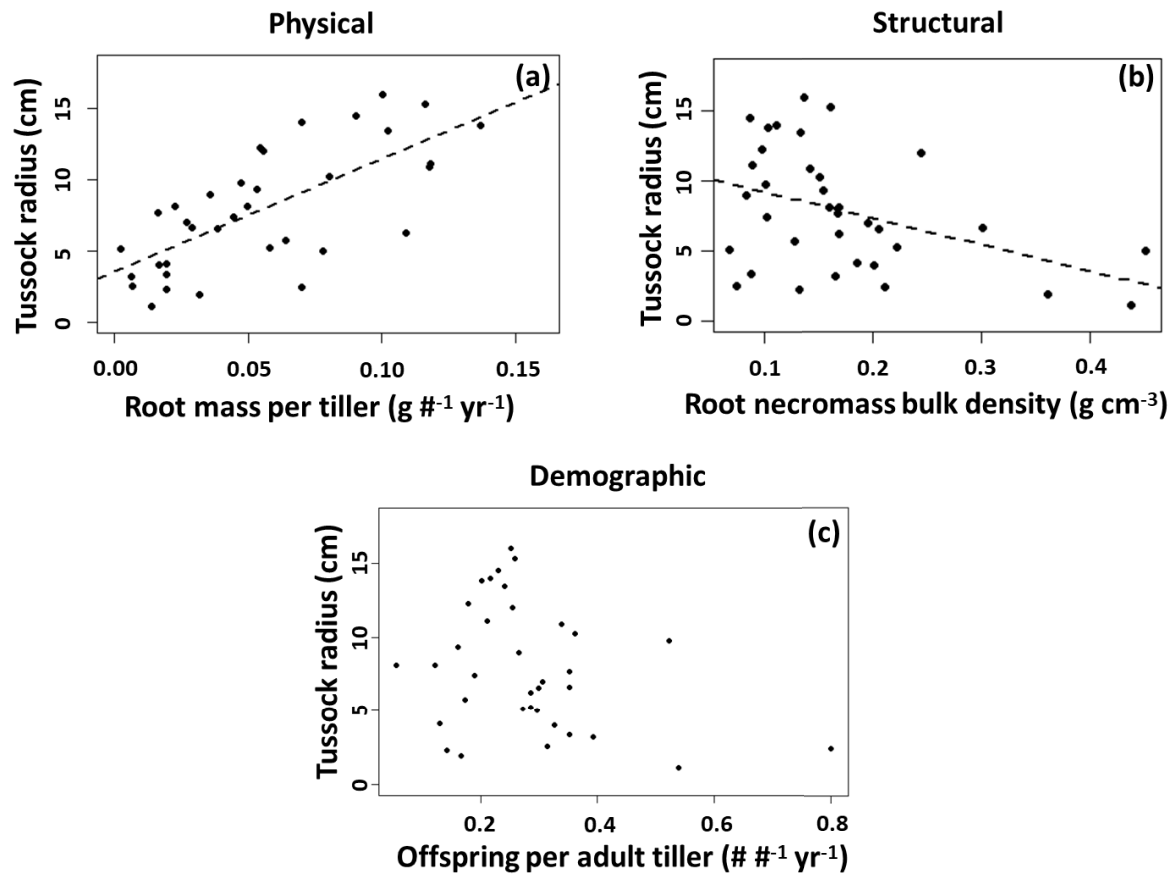 Physical
(a)
Tussock radius (cm)
15
10
5
0
0.00 0.05 0.10 0.15
Root mass per tiller (g #⁻¹ yr⁻¹)
Structural
(b)
Tussock radius (cm)
15
10
5
0
0.1 0.2 0.3 0.4
Root necromass bulk density (g cm⁻³)
Demographic
(c)
Tussock radius (cm)
15
10
5
0
0.2 0.4 0.6 0.8
Offspring per adult tiller (# #⁻¹ yr⁻¹)